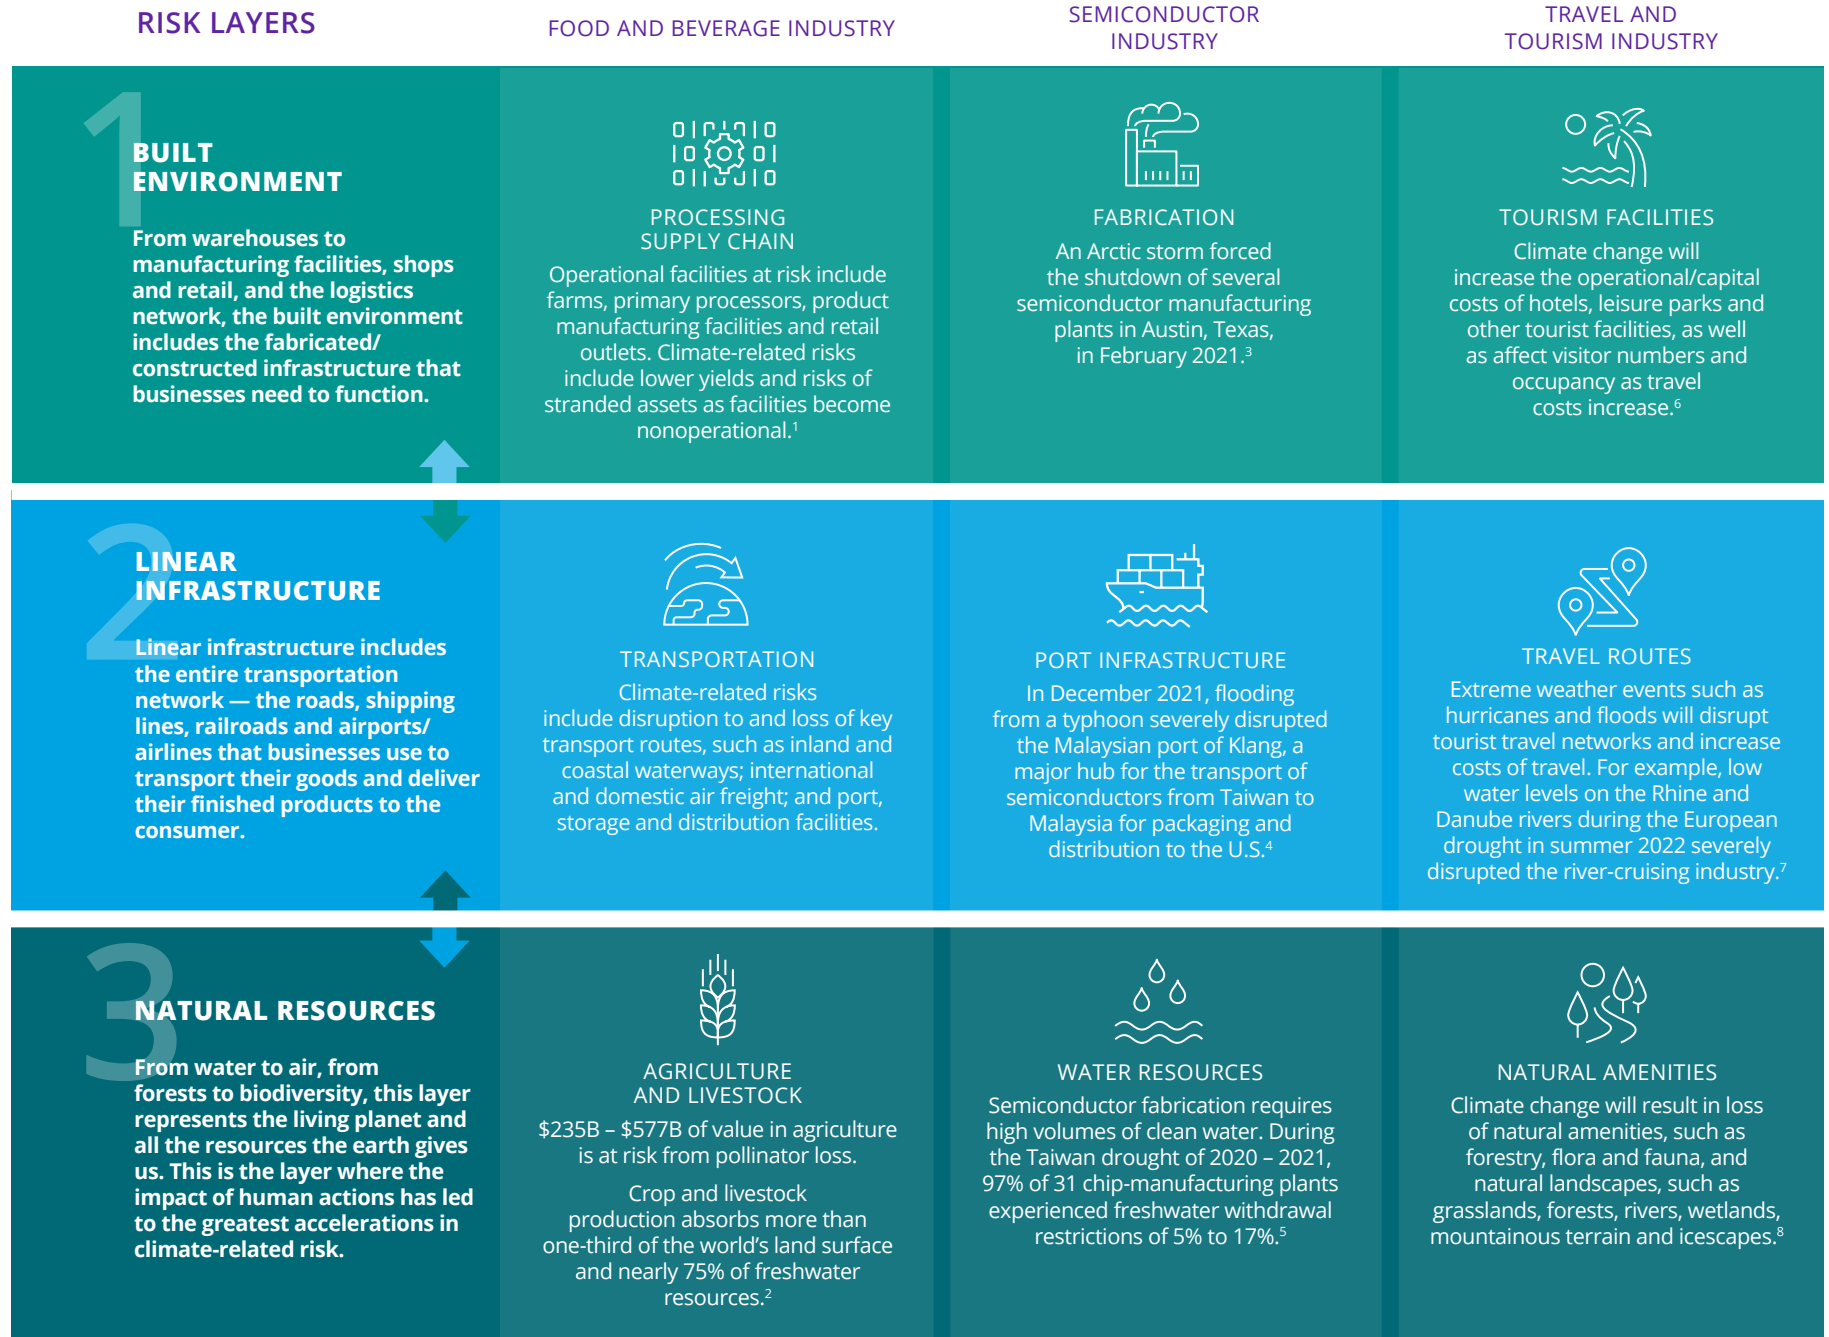 RISK LAYERS
FOOD AND BEVERAGE INDUSTRY
SEMICONDUCTOR
INDUSTRY
TRAVEL AND
TOURISM INDUSTRY
1
BUILT
ENVIRONMENT
From warehouses to
manufacturing facilities, shops
and retail, and the logistics
network, the built environment
includes the fabricated/
constructed infrastructure that
businesses need to function.
PROCESSING
SUPPLY CHAIN
Operational facilities at risk include
farms, primary processors, product
manufacturing facilities and retail
outlets. Climate-related risks
include lower yields and risks of
stranded assets as facilities become
nonoperational.¹
FABRICATION
An Arctic storm forced
the shutdown of several
semiconductor manufacturing
plants in Austin, Texas,
in February 2021.³
TOURISM FACILITIES
Climate change will
increase the operational/capital
costs of hotels, leisure parks and
other tourist facilities, as well
as affect visitor numbers and
occupancy as travel
costs increase.⁶
2
LINEAR
INFRASTRUCTURE
Linear infrastructure includes
the entire transportation
network — the roads, shipping
lines, railroads and airports/
airlines that businesses use to
transport their goods and deliver
their finished products to the
consumer.
TRANSPORTATION
Climate-related risks
include disruption to and loss of key
transport routes, such as inland and
coastal waterways; international
and domestic air freight; and port,
storage and distribution facilities.
PORT INFRASTRUCTURE
In December 2021, flooding
from a typhoon severely disrupted
the Malaysian port of Klang, a
major hub for the transport of
semiconductors from Taiwan to
Malaysia for packaging and
distribution to the U.S.⁴
TRAVEL ROUTES
Extreme weather events such as
hurricanes and floods will disrupt
tourist travel networks and increase
costs of travel. For example, low
water levels on the Rhine and
Danube rivers during the European
drought in summer 2022 severely
disrupted the river-cruising industry.⁷
3
NATURAL RESOURCES
From water to air, from
forests to biodiversity, this layer
represents the living planet and
all the resources the earth gives
us. This is the layer where the
impact of human actions has led
to the greatest accelerations in
climate-related risk.
AGRICULTURE
AND LIVESTOCK
$235B – $577B of value in agriculture
is at risk from pollinator loss.
Crop and livestock
production absorbs more than
one-third of the world’s land surface
and nearly 75% of freshwater
resources.²
WATER RESOURCES
Semiconductor fabrication requires
high volumes of clean water. During
the Taiwan drought of 2020 – 2021,
97% of 31 chip-manufacturing plants
experienced freshwater withdrawal
restrictions of 5% to 17%.⁵
NATURAL AMENITIES
Climate change will result in loss
of natural amenities, such as
forestry, flora and fauna, and
natural landscapes, such as
grasslands, forests, rivers, wetlands,
mountainous terrain and icescapes.⁸